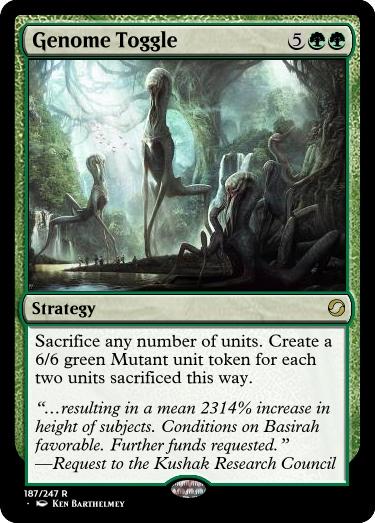 Genome Toggle 5
Strategy
Sacrifice any number of units. Create a
6/6 green Mutant unit token for each
two units sacrificed this way.
“…resulting in a mean 2314% increase in
height of subjects. Conditions on Basirah
favorable. Further funds requested.”
—Request to the Kushak Research Council
187/247 R
· Ken Barthelmey